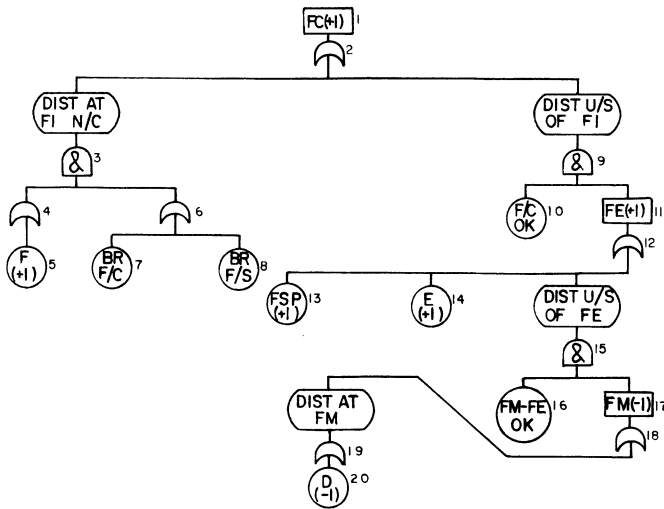 FC(+1) 1
2
DIST AT
FI N/C
DIST U/S
OF FI
& 3
& 9
4
6
F/C
OK
10
FE(+1) 11
12
F
(+1)
5
BR
F/C
7
BR
F/S
8
FSP
(+1)
13
E
(+1)
14
DIST U/S
OF FE
& 15
DIST AT
FM
FM-FE
OK
16
FM(-1) 17
18
19
D
(-1)
20